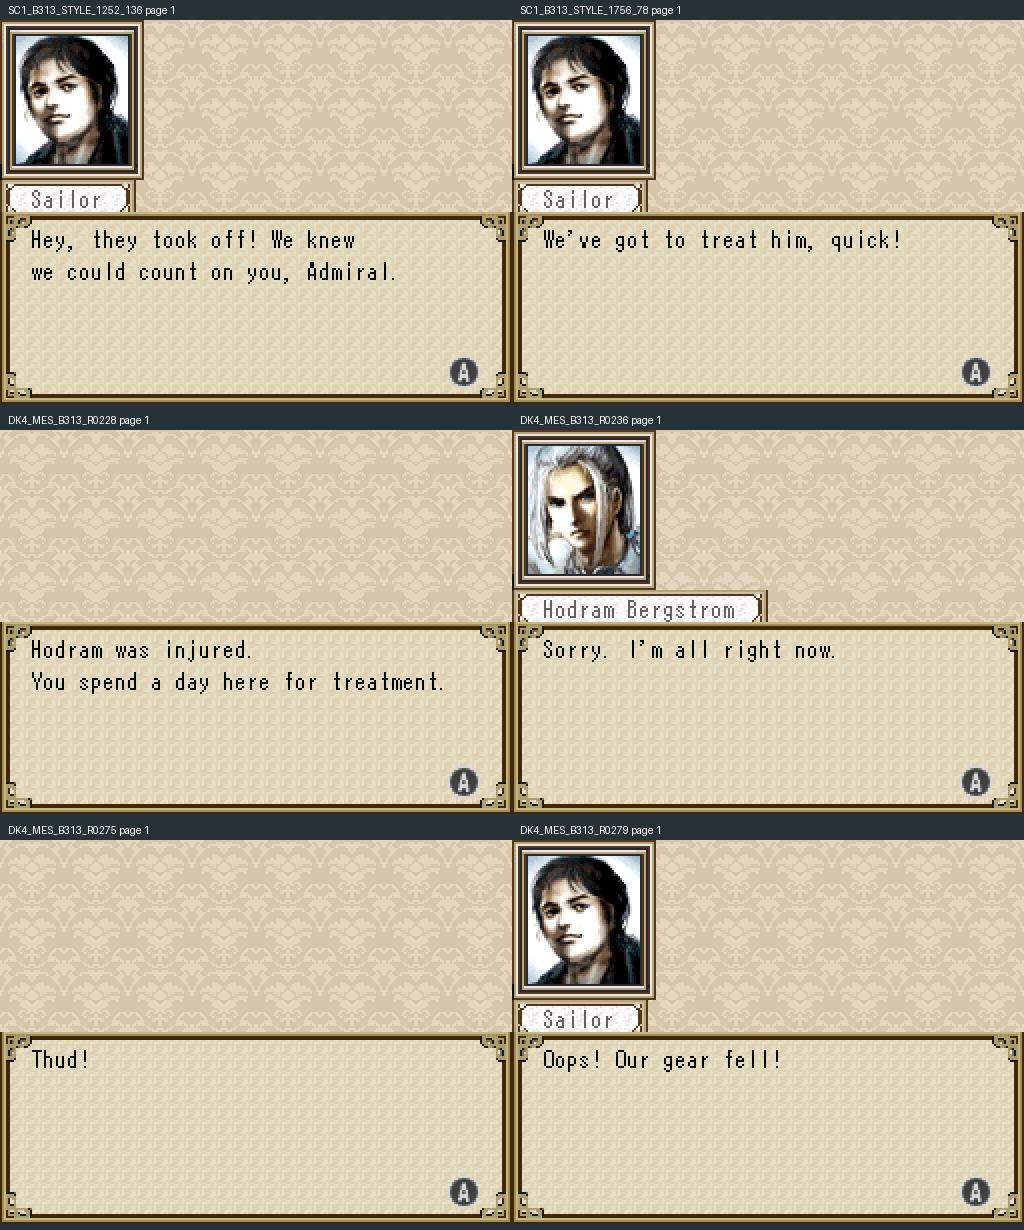 SC1_B313_STYLE_1252_136 page 1
SC1_B313_STYLE_1756_78 page 1
Sailor
Hey, they took off! We knew
we could count on you, Admiral.
A
Sailor
We've got to treat him, quick!
A
DK4_MES_B313_R0228 page 1
DK4_MES_B313_R0236 page 1
Hodram was injured.
You spend a day here for treatment.
A
Hodram Bergstrom
Sorry. I'm all right now.
A
DK4_MES_B313_R0275 page 1
DK4_MES_B313_R0279 page 1
Thud!
A
Sailor
Oops! Our gear fell!
A